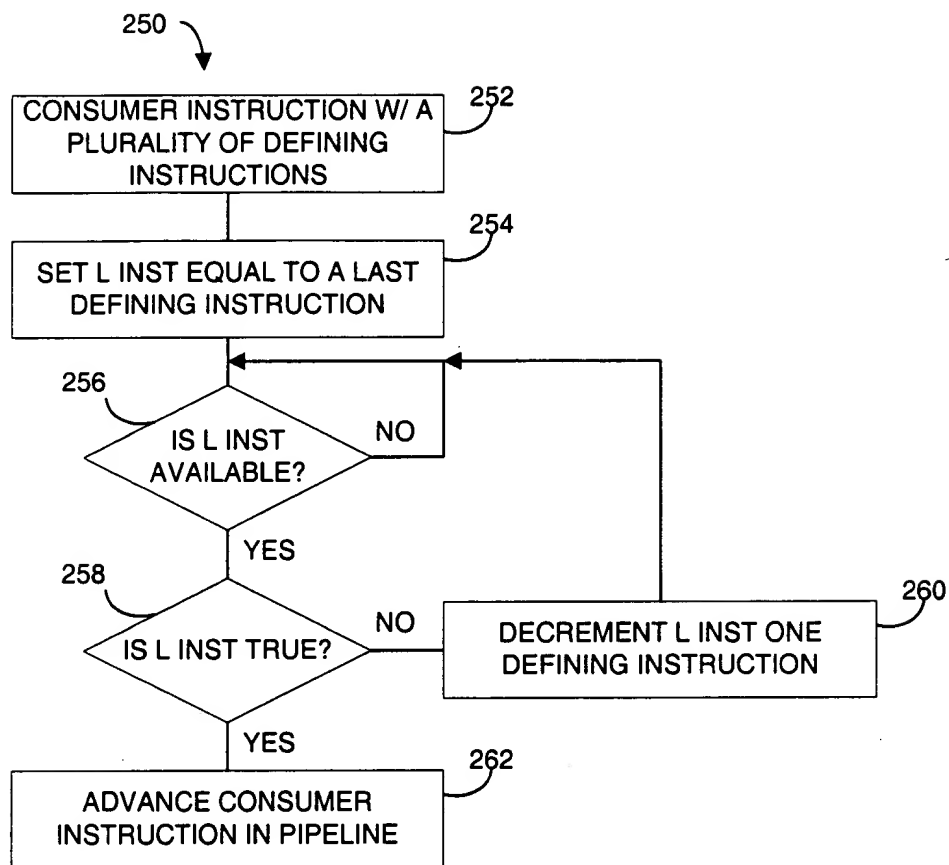 250
CONSUMER INSTRUCTION W/ A
PLURALITY OF DEFINING
INSTRUCTIONS
252
SET L INST EQUAL TO A LAST
DEFINING INSTRUCTION
254
256
IS L INST
AVAILABLE?
NO
YES
258
IS L INST TRUE?
NO
260
DECREMENT L INST ONE
DEFINING INSTRUCTION
YES
262
ADVANCE CONSUMER
INSTRUCTION IN PIPELINE